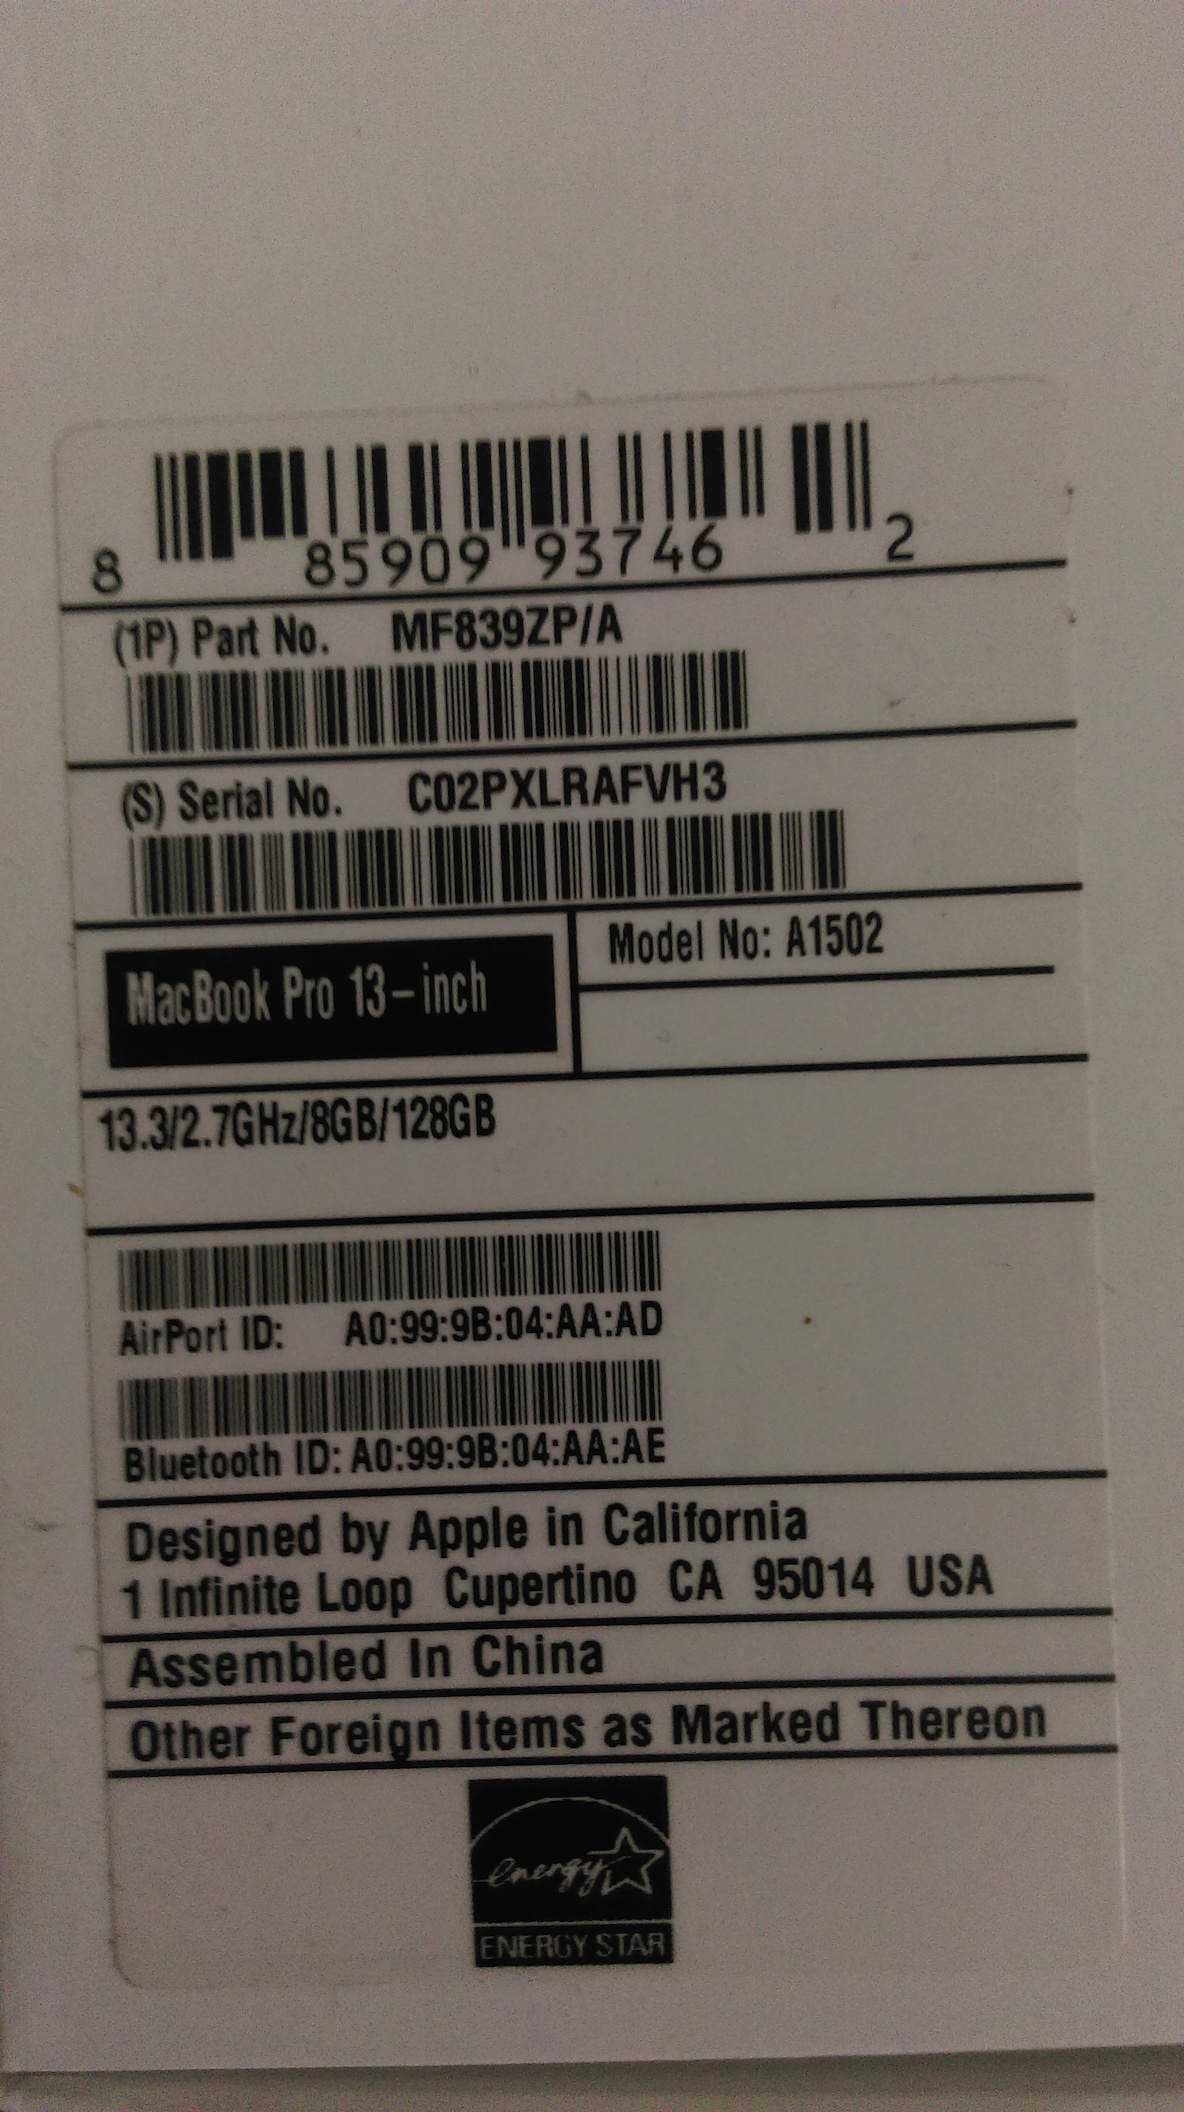 8 85909 93746 2
(1P) Part No. MF839ZP/A
(S) Serial No. C02PXLRAFVH3
MacBook Pro 13-inch
Model No: A1502
13.3/2.7GHz/8GB/128GB
AirPort ID: A0:99:9B:04:AA:AD
Bluetooth ID: A0:99:9B:04:AA:AE
Designed by Apple in California
1 Infinite Loop Cupertino CA 95014 USA
Assembled In China
Other Foreign Items as Marked Thereon
energy
ENERGY STAR